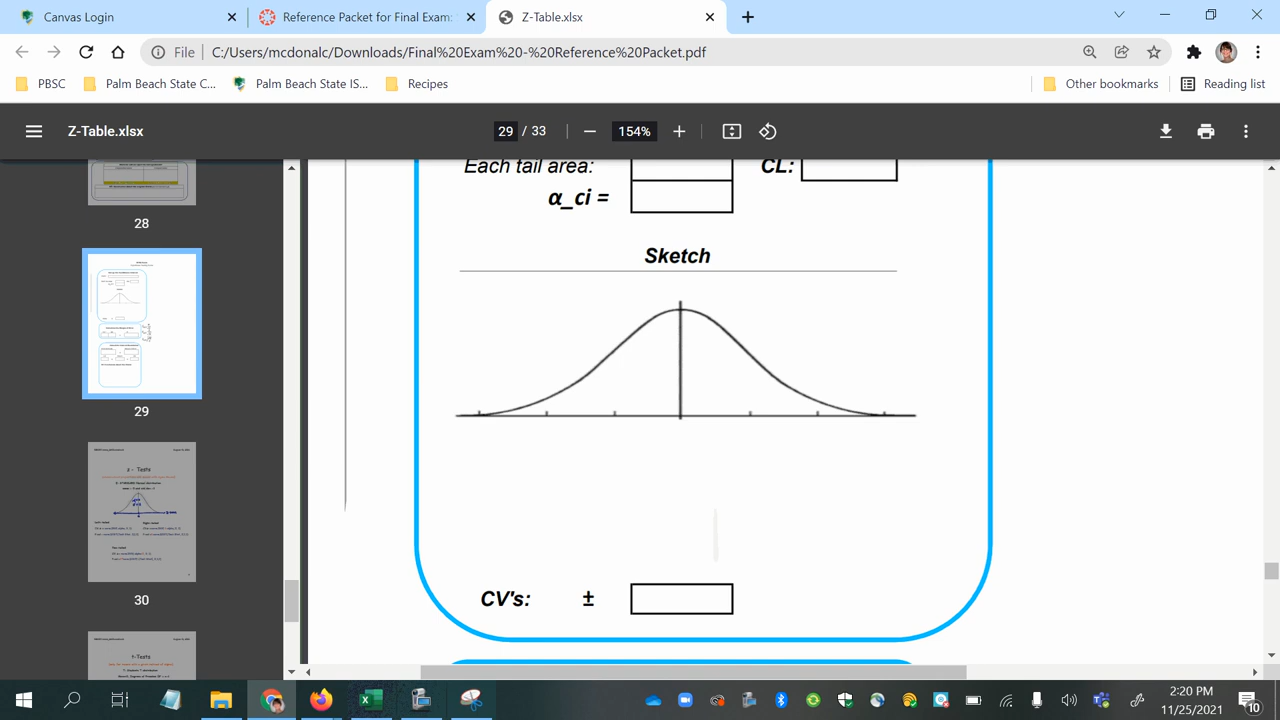 Canvas Login
Reference Packet for Final Exam:
Z-Table.xlsx
File
C:/Users/mcdonalc/Downloads/Final%20Exam%20-%20Reference%20Packet.pdf
PBSC
Palm Beach State C...
Palm Beach State IS...
Recipes
Other bookmarks
Reading list
Z-Table.xlsx
29 / 33
154%
28
29
z - Tests
30
t-Tests
Each tail area:
CL:
α_ci =
Sketch
CV's: ±
2:20 PM
11/25/2021
10